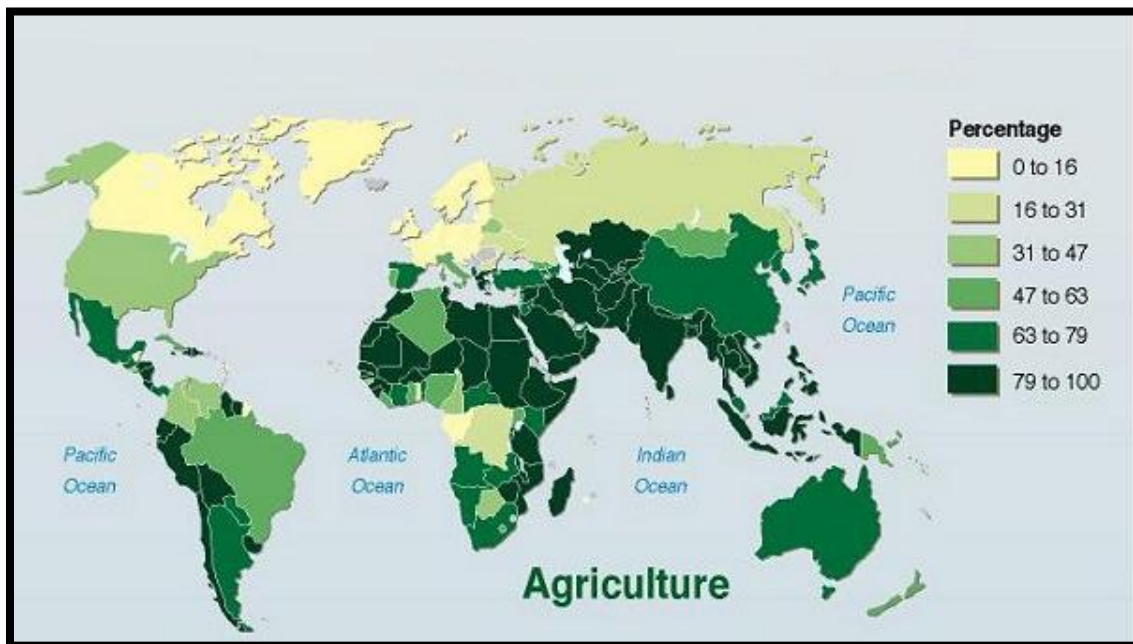 Percentage
0 to 16
16 to 31
31 to 47
47 to 63
63 to 79
79 to 100
Pacific
Ocean
Pacific
Ocean
Atlantic
Ocean
Indian
Ocean
Agriculture